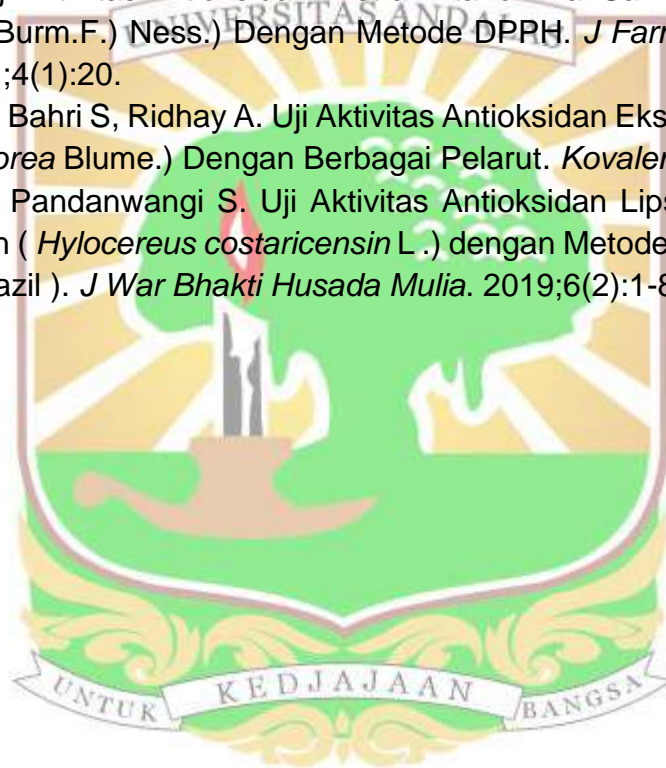 UNIVERSITAS ANDALAS
Burm.F.) Ness.) Dengan Metode DPPH. J Farm
;4(1):20.
Bahri S, Ridhay A. Uji Aktivitas Antioksidan Eks
orea Blume.) Dengan Berbagai Pelarut. Kovalen
Pandanwangi S. Uji Aktivitas Antioksidan Lips
n ( Hylocereus costaricensin L .) dengan Metode
azil ). J War Bhakti Husada Mulia. 2019;6(2):1-8
UNTUK KEDJAJAAN BANGSA